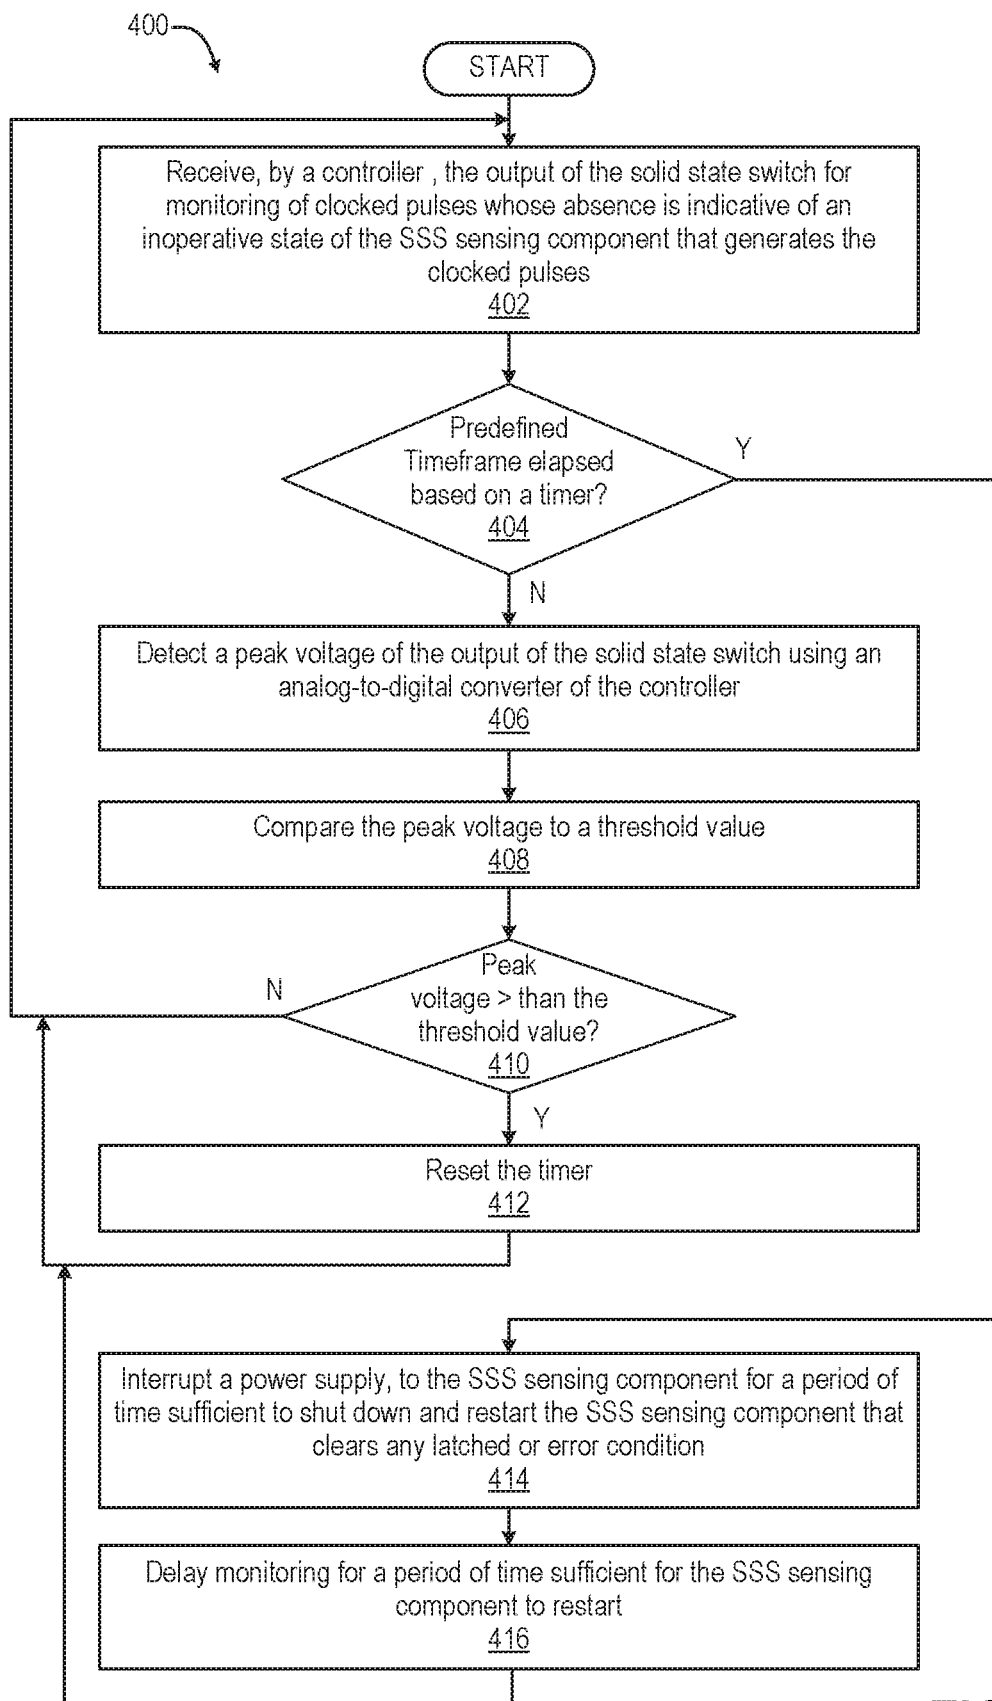 400
START
Receive, by a controller , the output of the solid state switch for
monitoring of clocked pulses whose absence is indicative of an
inoperative state of the SSS sensing component that generates the
clocked pulses
402
Predefined
Timeframe elapsed
based on a timer?
404
Y
N
Detect a peak voltage of the output of the solid state switch using an
analog-to-digital converter of the controller
406
Compare the peak voltage to a threshold value
408
Peak
voltage > than the
threshold value?
410
N
Y
Reset the timer
412
Interrupt a power supply, to the SSS sensing component for a period of
time sufficient to shut down and restart the SSS sensing component that
clears any latched or error condition
414
Delay monitoring for a period of time sufficient for the SSS sensing
component to restart
416